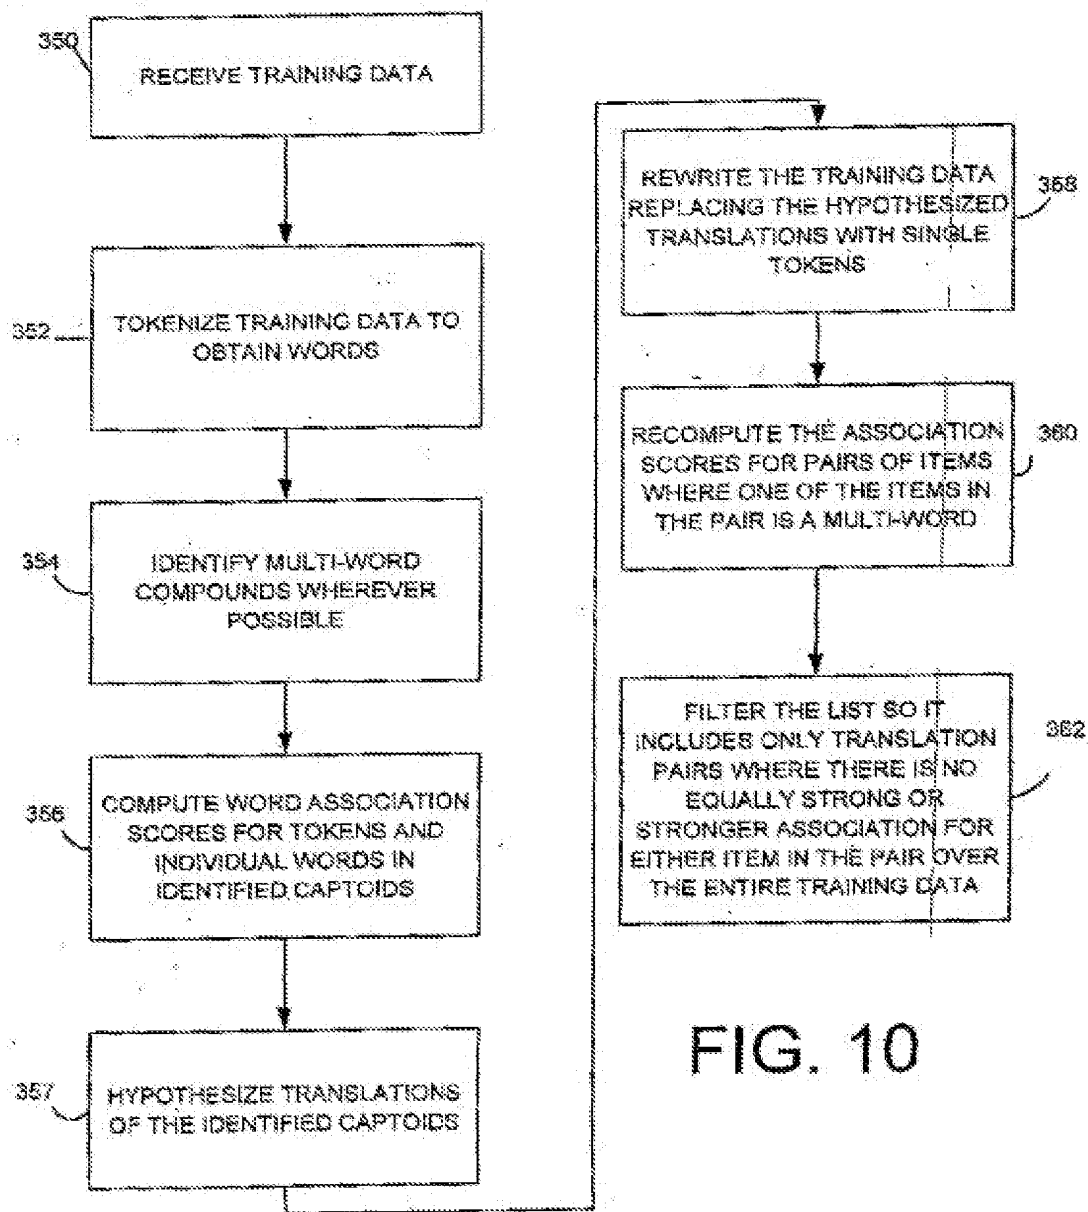 350
RECEIVE TRAINING DATA
352
TOKENIZE TRAINING DATA TO
OBTAIN WORDS
354
IDENTIFY MULTI-WORD
COMPOUNDS WHEREVER
POSSIBLE
356
COMPUTE WORD ASSOCIATION
SCORES FOR TOKENS AND
INDIVIDUAL WORDS IN
IDENTIFIED CAPTOIDS
357
HYPOTHESIZE TRANSLATIONS
OF THE IDENTIFIED CAPTOIDS
REWRITE THE TRAINING DATA
REPLACING THE HYPOTHESIZED
TRANSLATIONS WITH SINGLE
TOKENS
358
RECOMPUTE THE ASSOCIATION
SCORES FOR PAIRS OF ITEMS
WHERE ONE OF THE ITEMS IN
THE PAIR IS A MULTI-WORD
360
FILTER THE LIST SO IT
INCLUDES ONLY TRANSLATION
PAIRS WHERE THERE IS NO
EQUALLY STRONG OR
STRONGER ASSOCIATION FOR
EITHER ITEM IN THE PAIR OVER
THE ENTIRE TRAINING DATA
362
FIG. 10